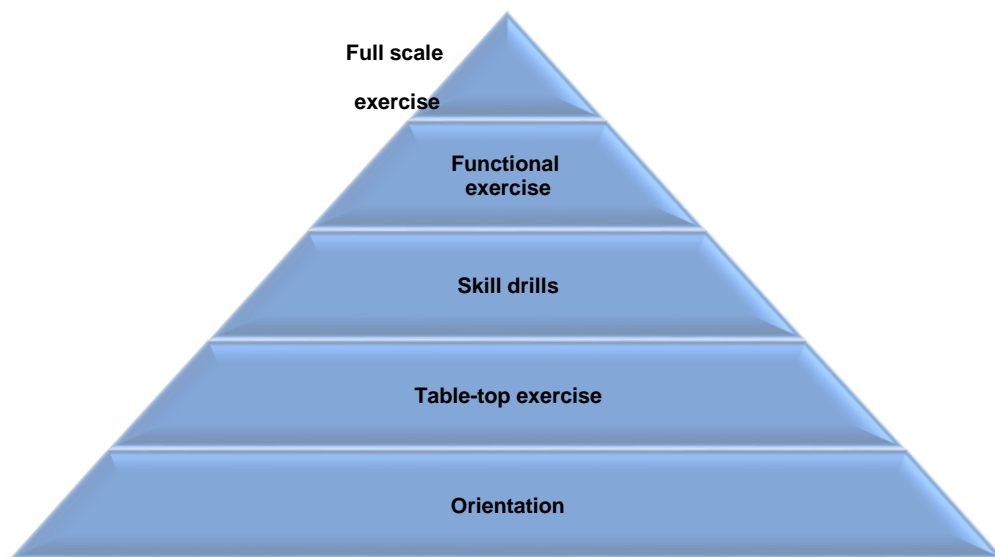 Full scale
exercise
Functional
exercise
Skill drills
Table-top exercise
Orientation